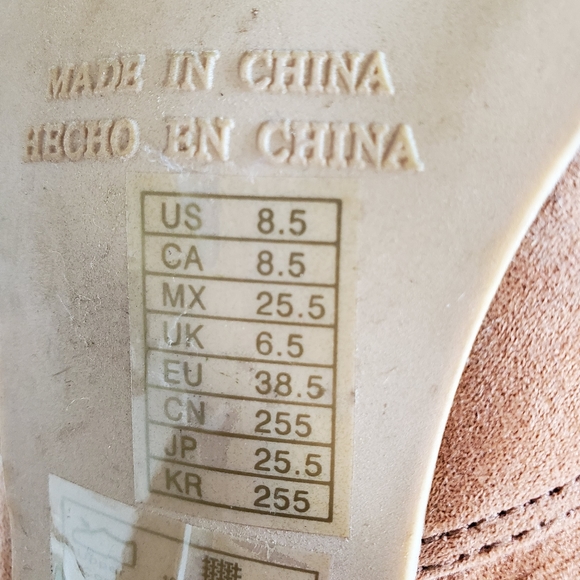 MADE IN CHINA
HECHO EN CHINA
US 8.5
CA 8.5
MX 25.5
UK 6.5
EU 38.5
CN 255
JP 25.5
KR 255